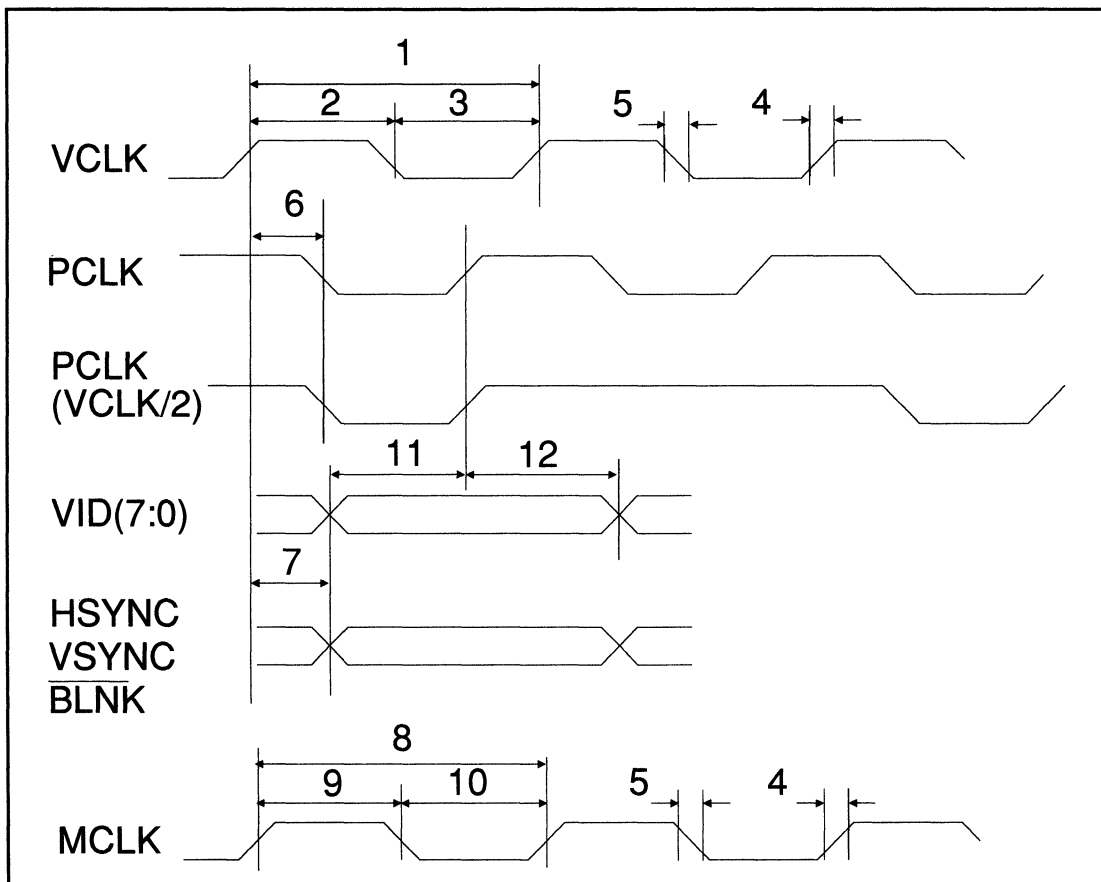 1
2 3 5 4
VCLK
6
PCLK
PCLK
(VCLK/2)
11 12
VID(7:0)
7
HSYNC
VSYNC
BLNK
8
9 10 5 4
MCLK